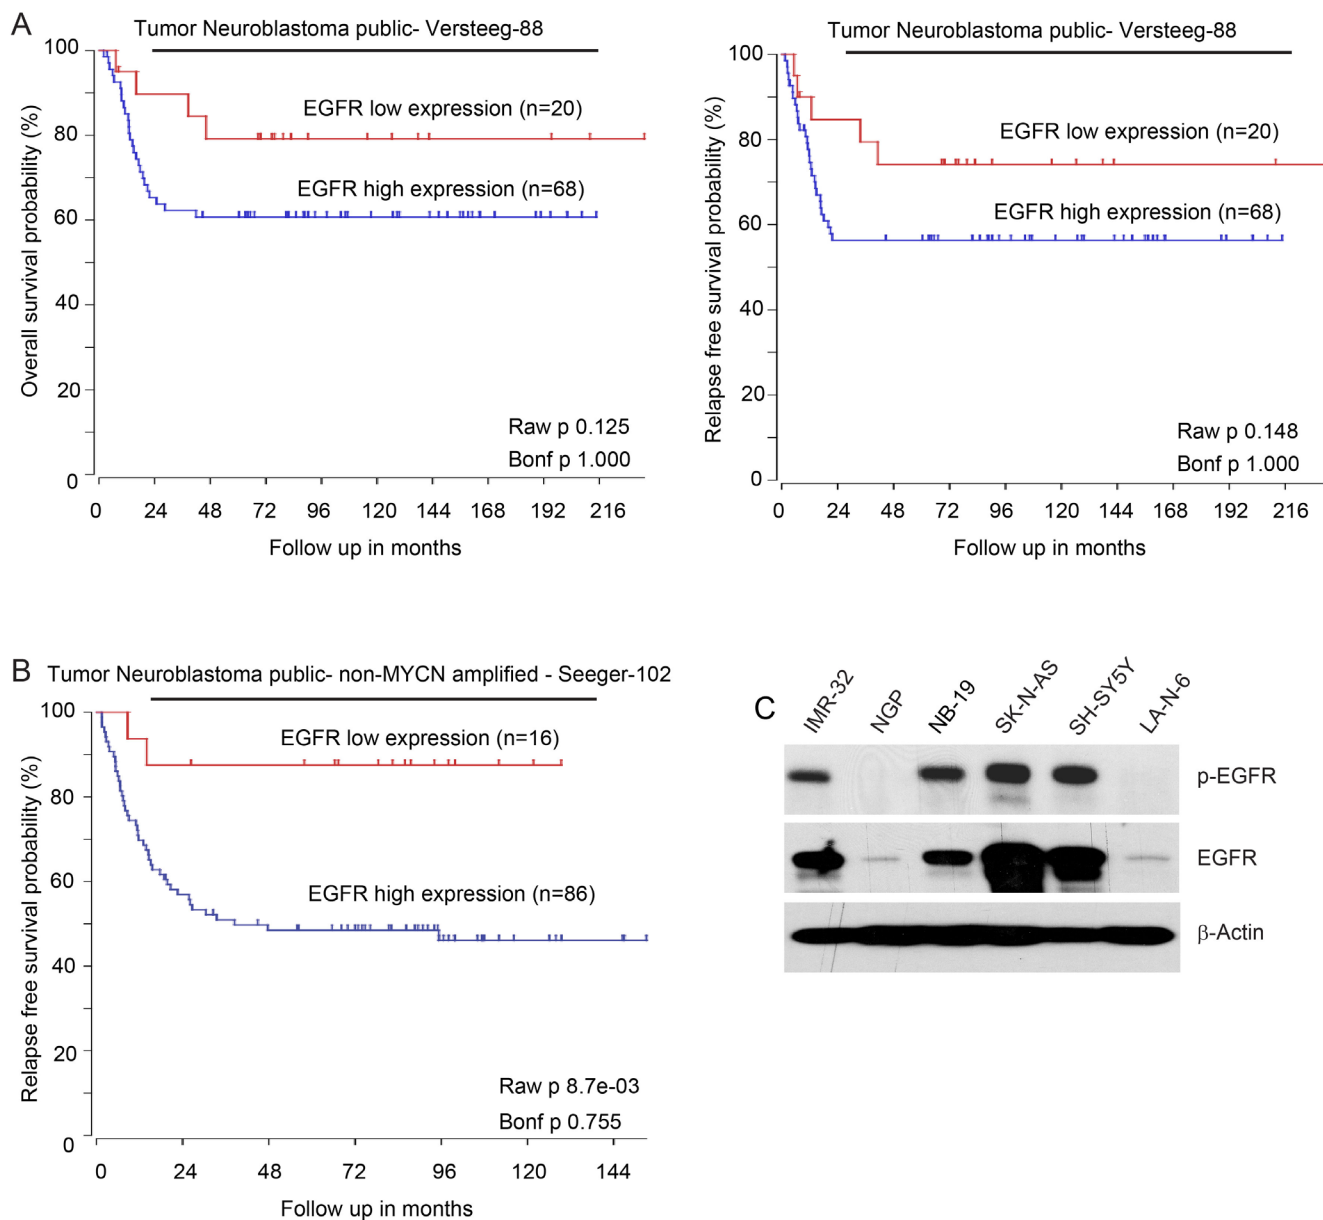 A
Tumor Neuroblastoma public- Versteeg-88
100
80
60
40
20
0
Overall survival probability (%)
EGFR low expression (n=20)
EGFR high expression (n=68)
Raw p 0.125
Bonf p 1.000
0 24 48 72 96 120 144 168 192 216
Follow up in months
Tumor Neuroblastoma public- Versteeg-88
100
80
60
40
20
0
Relapse free survival probability (%)
EGFR low expression (n=20)
EGFR high expression (n=68)
Raw p 0.148
Bonf p 1.000
0 24 48 72 96 120 144 168 192 216
Follow up in months
B
Tumor Neuroblastoma public- non-MYCN amplified - Seeger-102
100
80
60
40
20
0
Relapse free survival probability (%)
EGFR low expression (n=16)
EGFR high expression (n=86)
Raw p 8.7e-03
Bonf p 0.755
0 24 48 72 96 120 144
Follow up in months
C
IMR-32 NGP NB-19 SK-N-AS SH-SY5Y LA-N-6
p-EGFR
EGFR
β-Actin